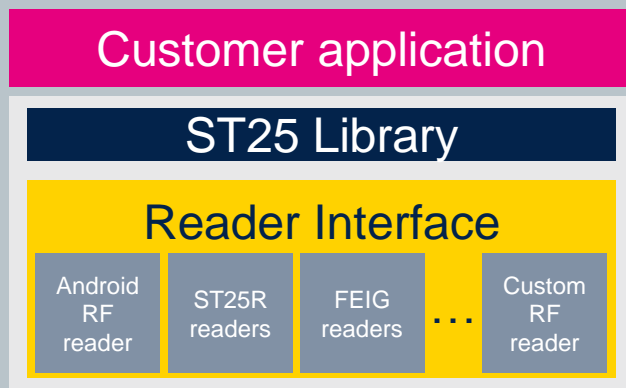 Customer application
ST25 Library
Reader Interface
Android
RF
reader
ST25R
readers
FEIG
readers
...
Custom
RF
reader